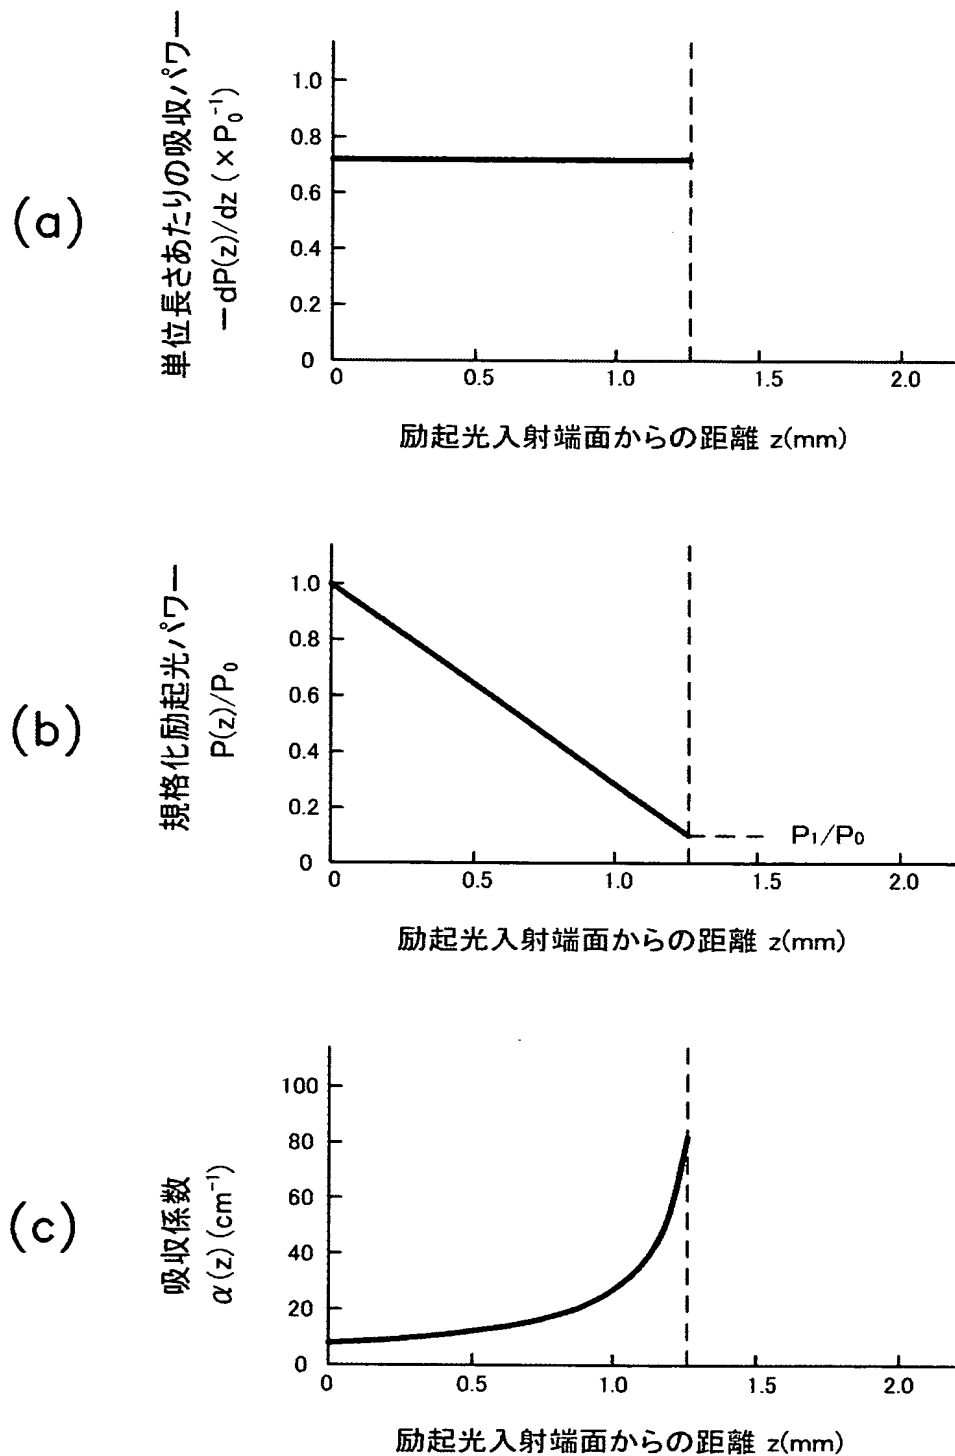 (a)
単位長さあたりの吸収パワー
－dP(z)/dz (×P₀⁻¹)
1.0
0.8
0.6
0.4
0.2
0
0 0.5 1.0 1.5 2.0
励起光入射端面からの距離 z(mm)
(b)
規格化励起光パワー
P(z)/P₀
1.0
0.8
0.6
0.4
0.2
0
P₁/P₀
0 0.5 1.0 1.5 2.0
励起光入射端面からの距離 z(mm)
(c)
吸収係数
α(z) (cm⁻¹)
100
80
60
40
20
0
0 0.5 1.0 1.5 2.0
励起光入射端面からの距離 z(mm)